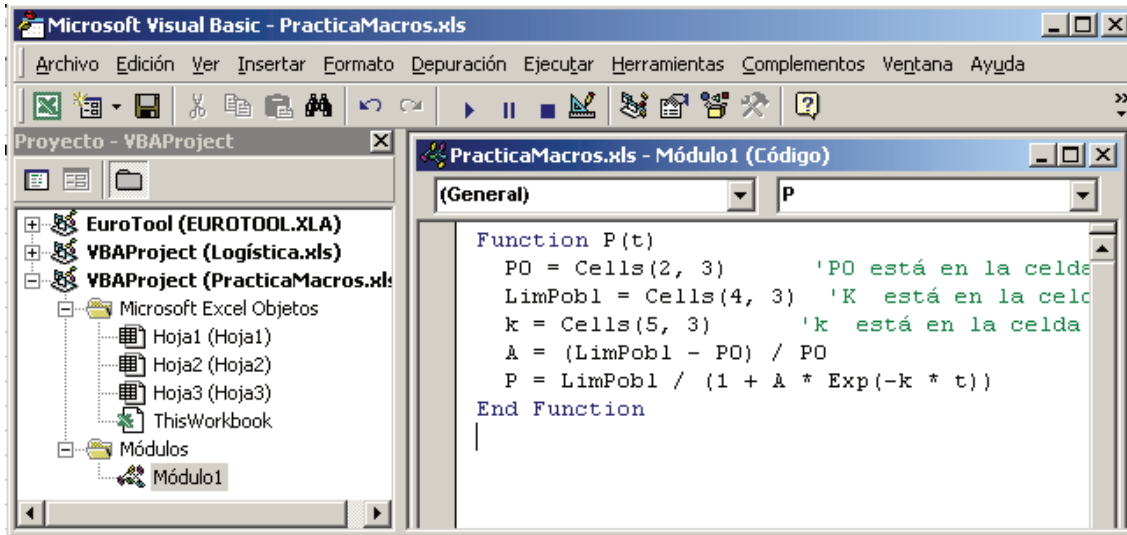 Microsoft Visual Basic - PracticaMacros.xls
Archivo Edición Ver Insertar Formato Depuración Ejecutar Herramientas Complementos Ventana Ayuda
Proyecto - VBAProject
EuroTool (EUROTOOL.XLA)
VBAProject (Logística.xls)
VBAProject (PracticaMacros.xls
Microsoft Excel Objetos
Hoja1 (Hoja1)
Hoja2 (Hoja2)
Hoja3 (Hoja3)
ThisWorkbook
Módulos
Módulo1
PracticaMacros.xls - Módulo1 (Código)
(General) P
Function P(t)
P0 = Cells(2, 3) 'P0 está en la celda
LimPobl = Cells(4, 3) 'K está en la celd
k = Cells(5, 3) 'k está en la celda
A = (LimPobl - P0) / P0
P = LimPobl / (1 + A * Exp(-k * t))
End Function